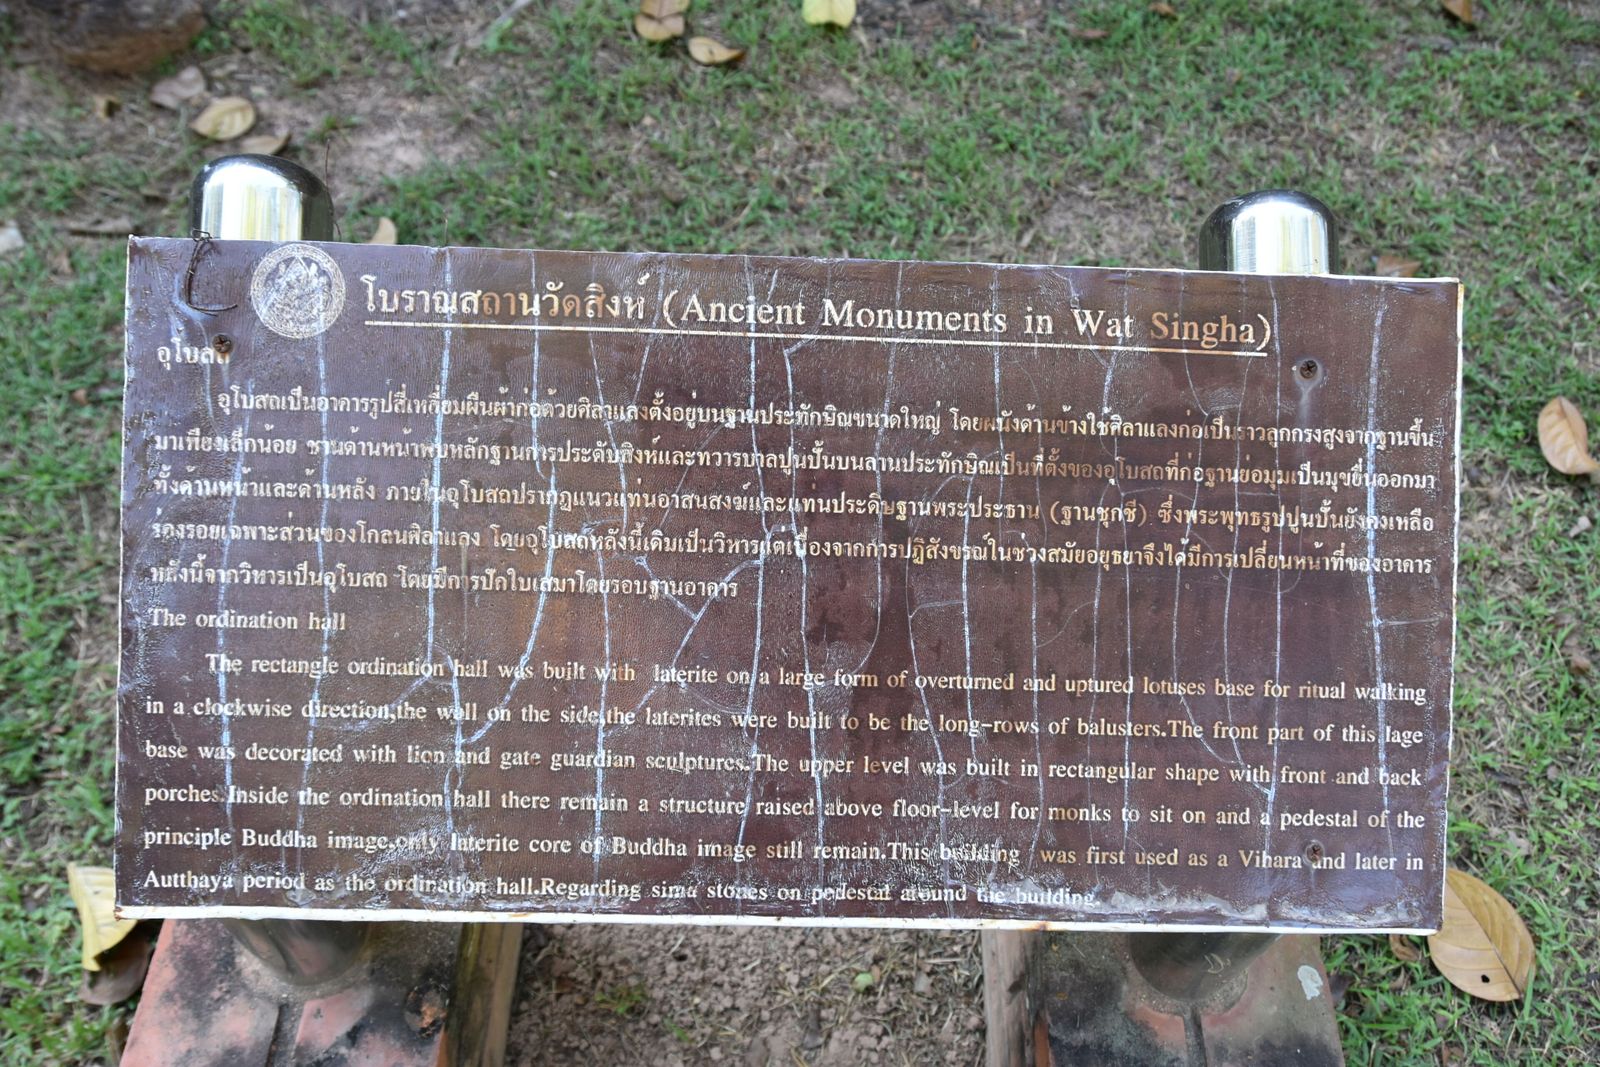 โบราณสถานวัดสิงห์ (Ancient Monuments in Wat Singha)
อุโบสถ
อุโบสถเป็นอาคารรูปสี่เหลี่ยมผืนผ้าก่อด้วยศิลาแลงตั้งอยู่บนฐานประทักษิณขนาดใหญ่ โดยผนังด้านข้างใช้ศิลาแลงก่อเป็นราวลูกกรงสูงจากฐานขึ้น
มาเพียงเล็กน้อย ชานด้านหน้าพบหลักฐานการประดับสิงห์และทวารบาลปูนปั้นบนลานประทักษิณเป็นที่ตั้งของอุโบสถที่ก่อฐานย่อมุมเป็นมุขยื่นออกมา
ทั้งด้านหน้าและด้านหลัง ภายในอุโบสถปรากฏแนวแท่นอาสนสงฆ์และแท่นประดิษฐานพระประธาน (ฐานชุกชี) ซึ่งพระพุทธรูปปูนปั้นยังคงเหลือ
ร่องรอยเฉพาะส่วนของโกลนศิลาแลง โดยอุโบสถหลังนี้เดิมเป็นวิหารแต่เนื่องจากการปฏิสังขรณ์ในช่วงสมัยอยุธยาจึงได้มีการเปลี่ยนหน้าที่ของอาคาร
หลังนี้จากวิหารเป็นอุโบสถ โดยมีการปักใบเสมาโดยรอบฐานอาคาร
The ordination hall
The rectangle ordination hall was built with laterite on a large form of overturned and uptured lotuses base for ritual walking
in a clockwise direction,the wall on the side,the laterites were built to be the long-rows of balusters.The front part of this lage
base was decorated with lion and gate guardian sculptures.The upper level was built in rectangular shape with front and back
porches.Inside the ordination hall there remain a structure raised above floor-level for monks to sit on and a pedestal of the
principle Buddha image,only laterite core of Buddha image still remain.This building was first used as a Vihara and later in
Autthaya period as the ordination hall.Regarding sima stones on pedestal around the building.